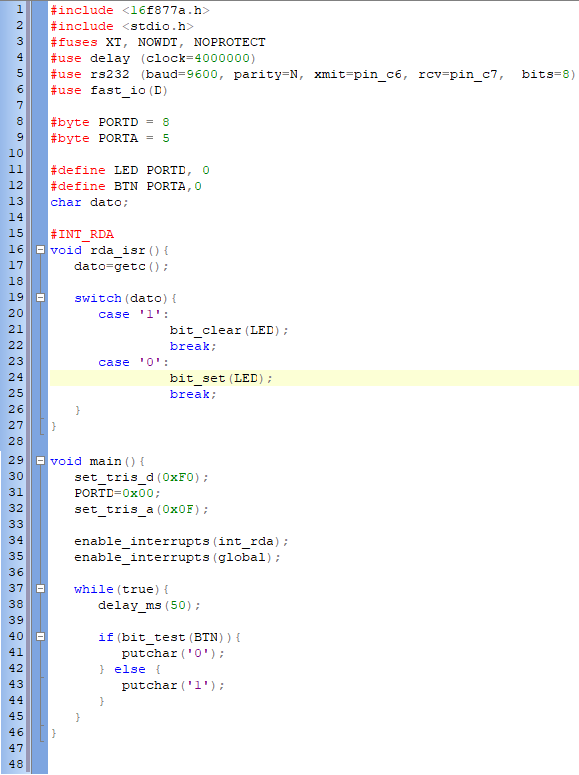 1 #include <16f877a.h>
2 #include <stdio.h>
3 #fuses XT, NOWDT, NOPROTECT
4 #use delay (clock=4000000)
5 #use rs232 (baud=9600, parity=N, xmit=pin_c6, rcv=pin_c7,  bits=8)
6 #use fast_io(D)
7
8 #byte PORTD = 8
9 #byte PORTA = 5
10
11 #define LED PORTD, 0
12 #define BTN PORTA,0
13 char dato;
14
15 #INT_RDA
16 void rda_isr(){
17    dato=getc();
18
19    switch(dato){
20       case '1':
21                bit_clear(LED);
22                break;
23       case '0':
24                bit_set(LED);
25                break;
26    }
27 }
28
29 void main(){
30    set_tris_d(0xF0);
31    PORTD=0x00;
32    set_tris_a(0x0F);
33
34    enable_interrupts(int_rda);
35    enable_interrupts(global);
36
37    while(true){
38       delay_ms(50);
39
40       if(bit_test(BTN)){
41          putchar('0');
42       } else {
43          putchar('1');
44       }
45    }
46 }
47
48